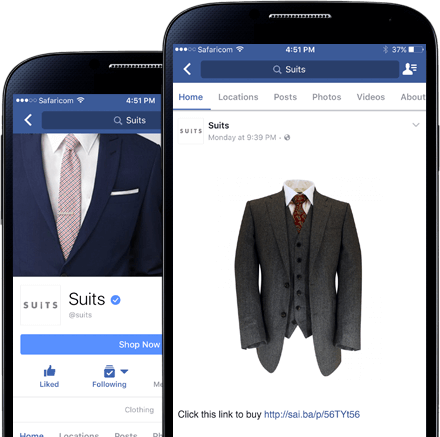 Safaricom 4:51 PM
Suits
SUITS
Suits
@suits
Shop Now
Liked
Following
Clothing
Home Locations Posts
Safaricom 4:51 PM 37%
Suits
Home Locations Posts Photos Videos About
SUITS
Suits
Monday at 9:39 PM
Click this link to buy http://sai.ba/p/56TYt56